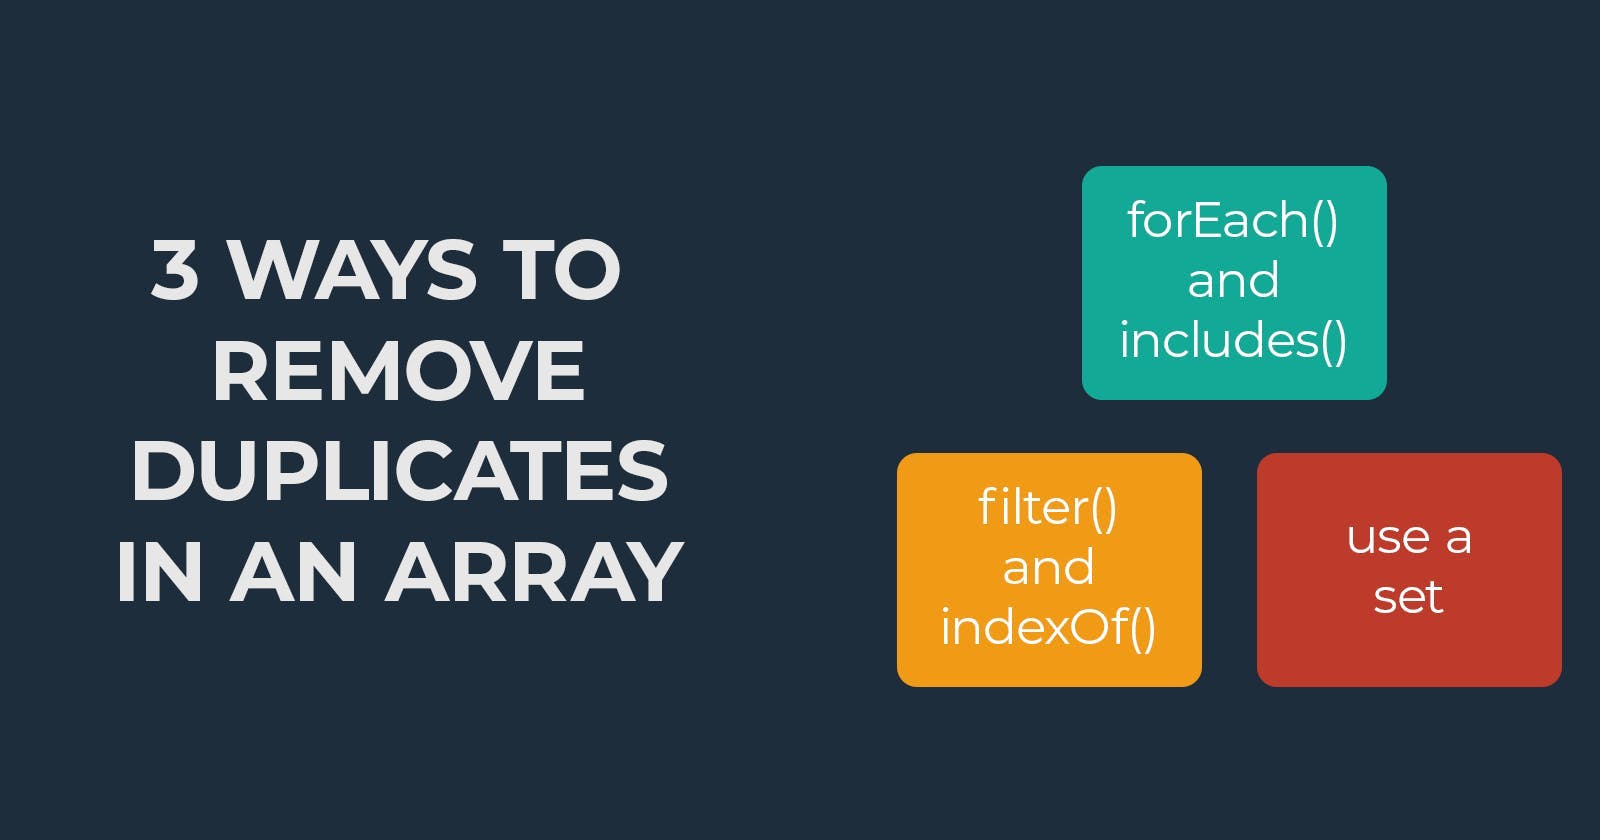 3 WAYS TO
REMOVE
DUPLICATES
IN AN ARRAY
forEach()
and
includes()
filter()
and
indexOf()
use a
set